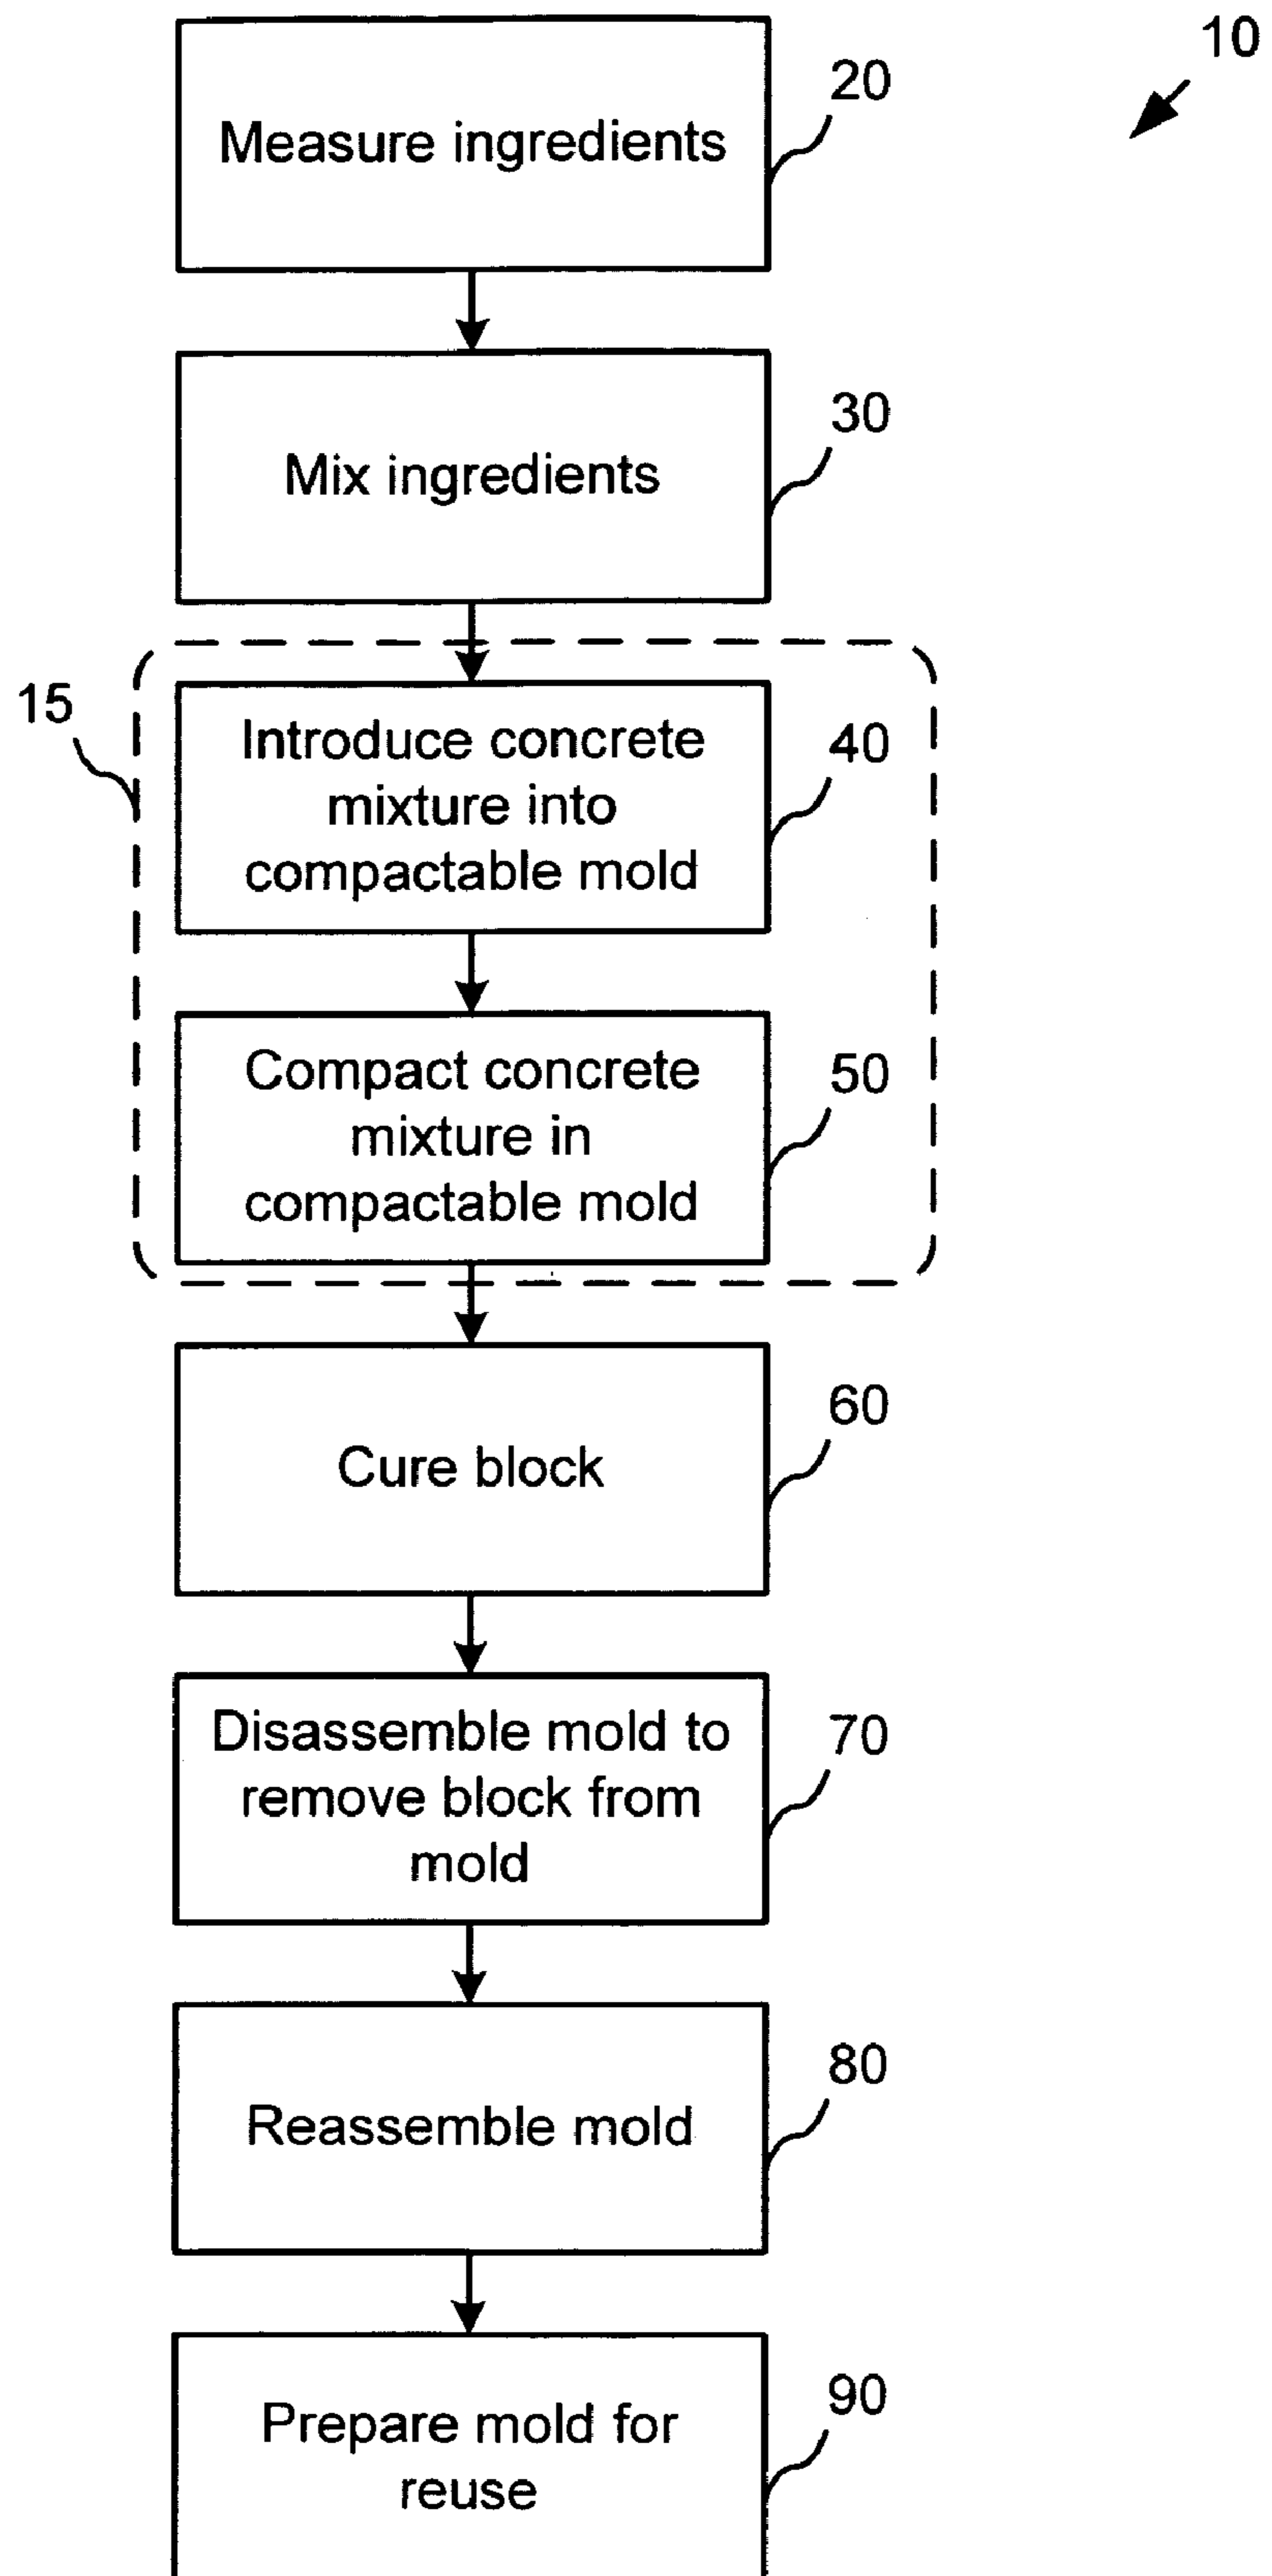 10
20
Measure ingredients
30
Mix ingredients
15
40
Introduce concrete
mixture into
compactable mold
50
Compact concrete
mixture in
compactable mold
60
Cure block
70
Disassemble mold to
remove block from
mold
80
Reassemble mold
90
Prepare mold for
reuse